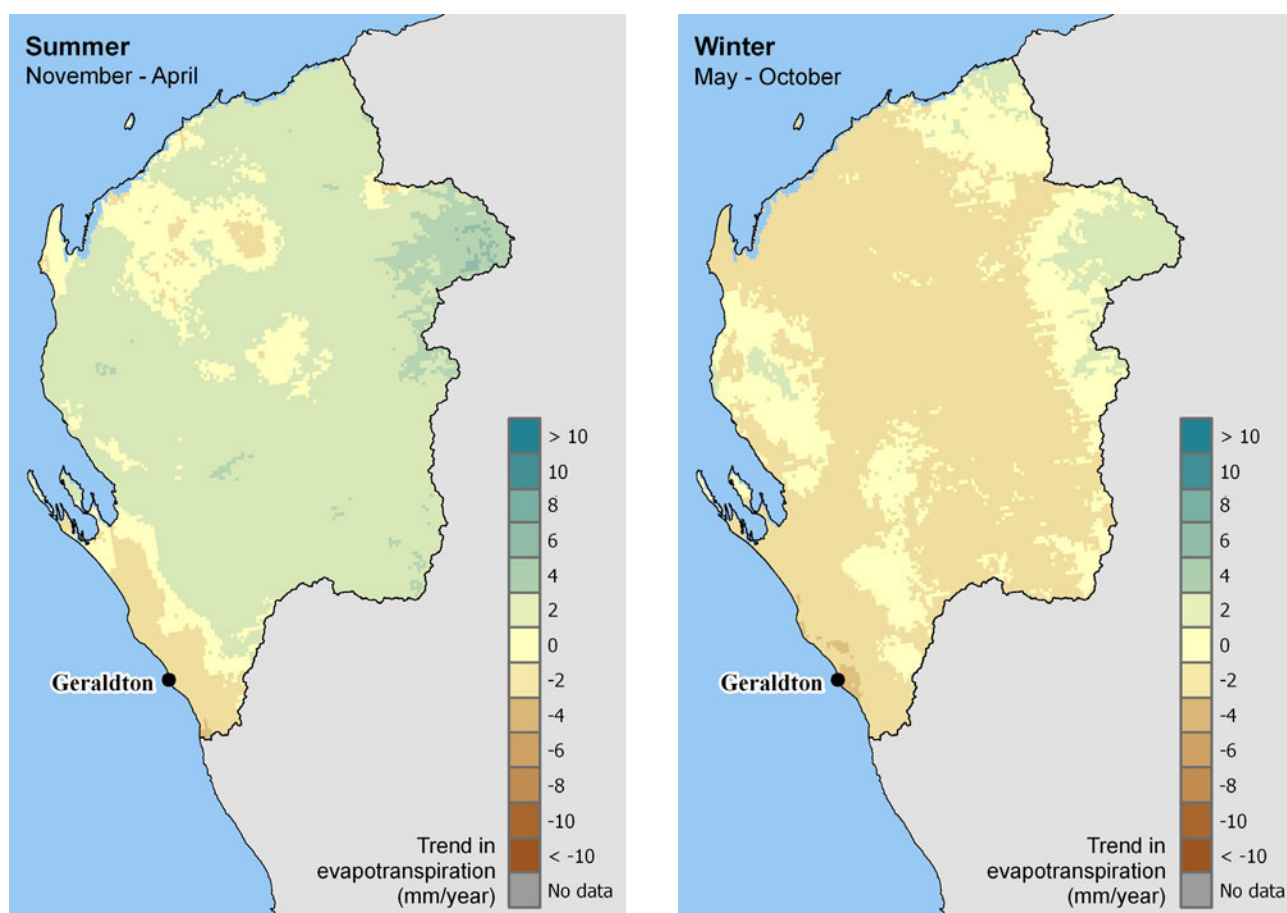 Summer
November - April
Geraldton
> 10
10
8
6
4
2
0
-2
-4
-6
-8
-10
< -10
No data
Trend in
evapotranspiration
(mm/year)
Winter
May - October
Geraldton
> 10
10
8
6
4
2
0
-2
-4
-6
-8
-10
< -10
No data
Trend in
evapotranspiration
(mm/year)